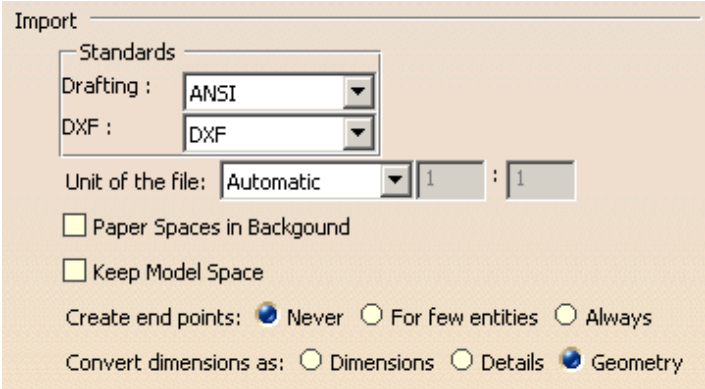 Import
Standards
Drafting : ANSI
DXF : DXF
Unit of the file: Automatic 1 : 1
Paper Spaces in Backgound
Keep Model Space
Create end points: Never For few entities Always
Convert dimensions as: Dimensions Details Geometry